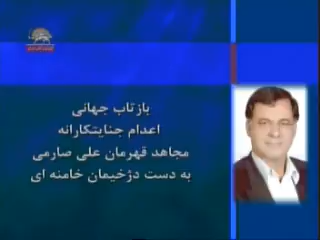 بازتاب جهانی
اعدام جنایتکارانه
مجاهد قهرمان علی صارمی
به دست دژخیمان خامنه ای